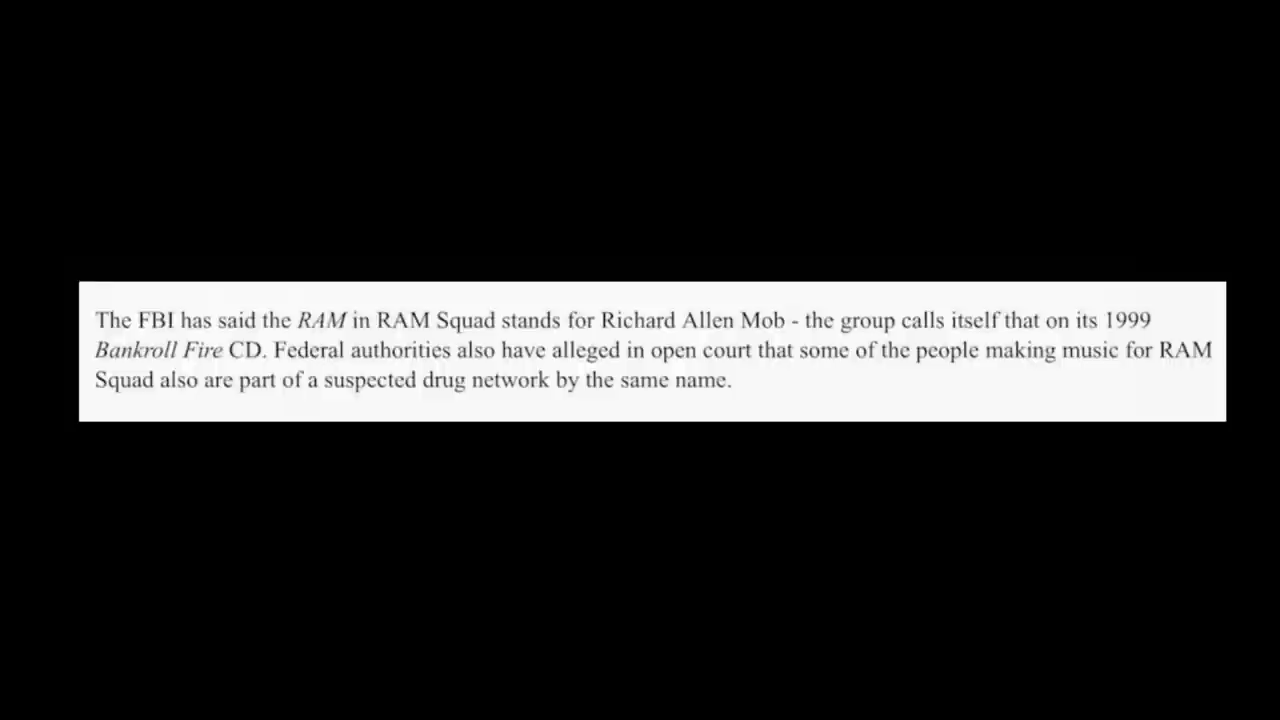 The FBI has said the RAM in RAM Squad stands for Richard Allen Mob - the group calls itself that on its 1999
Bankroll Fire CD. Federal authorities also have alleged in open court that some of the people making music for RAM
Squad also are part of a suspected drug network by the same name.